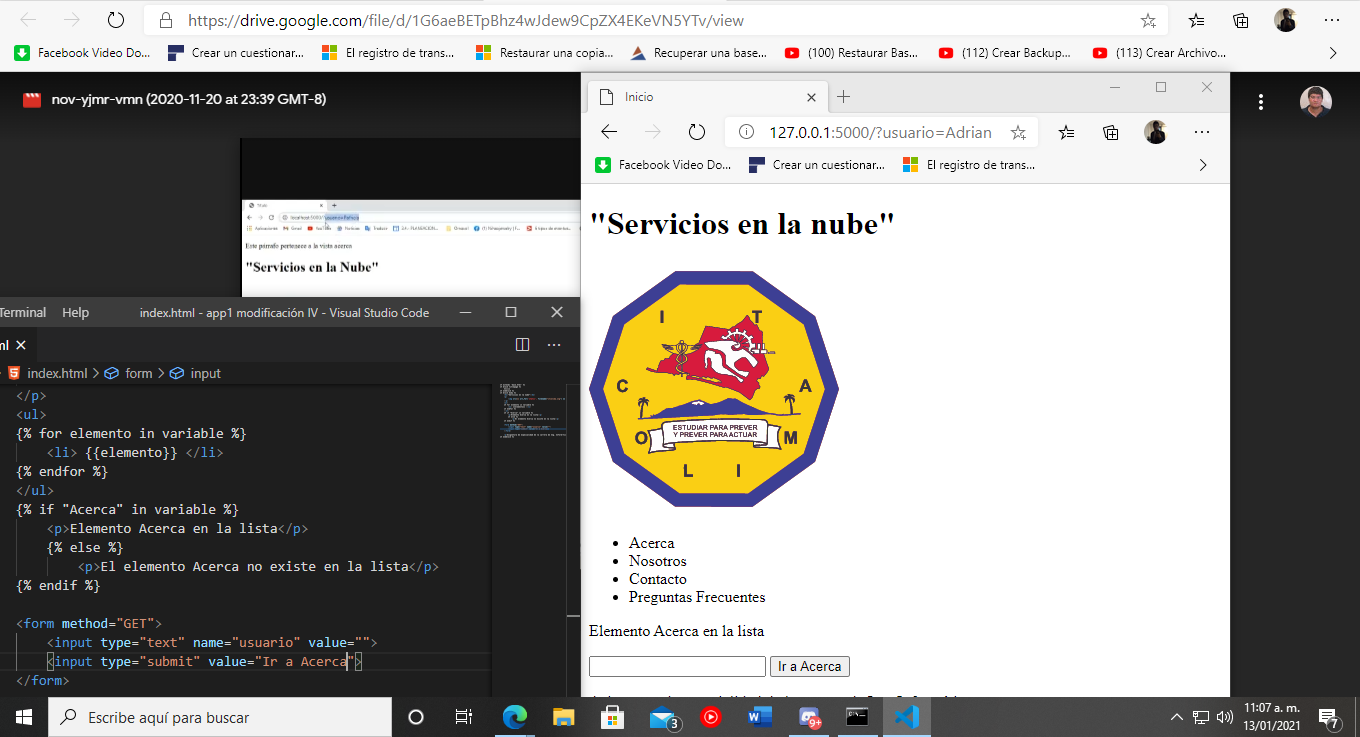 https://drive.google.com/file/d/1G6aeBETpBhz4wJdew9CpZX4EKeVN5YTv/view
Facebook Video Do...
Crear un cuestionar...
El registro de trans...
Restaurar una copia...
Recuperar una base...
(100) Restaurar Bas...
(112) Crear Backup...
(113) Crear Archivo...
nov-yjmr-vmn (2020-11-20 at 23:39 GMT-8)
Este párrafo pertenece a la vista acerca
"Servicios en la Nube"
Inicio
127.0.0.1:5000/?usuario=Adrian
Facebook Video Do...
Crear un cuestionar...
El registro de trans...
"Servicios en la nube"
I T
C A
O M
L I
ESTUDIAR PARA PREVER
Y PREVER PARA ACTUAR
Acerca
Nosotros
Contacto
Preguntas Frecuentes
Elemento Acerca en la lista
Ir a Acerca
Terminal Help index.html - app1 modificación IV - Visual Studio Code
ml
index.html > form > input
</p>
<ul>
{% for elemento in variable %}
<li> {{elemento}} </li>
{% endfor %}
</ul>
{% if "Acerca" in variable %}
<p>Elemento Acerca en la lista</p>
{% else %}
<p>El elemento Acerca no existe en la lista</p>
{% endif %}
<form method="GET">
<input type="text" name="usuario" value="">
<input type="submit" value="Ir a Acerca">
</form>
Escribe aquí para buscar
3
9+
11:07 a. m.
13/01/2021
7